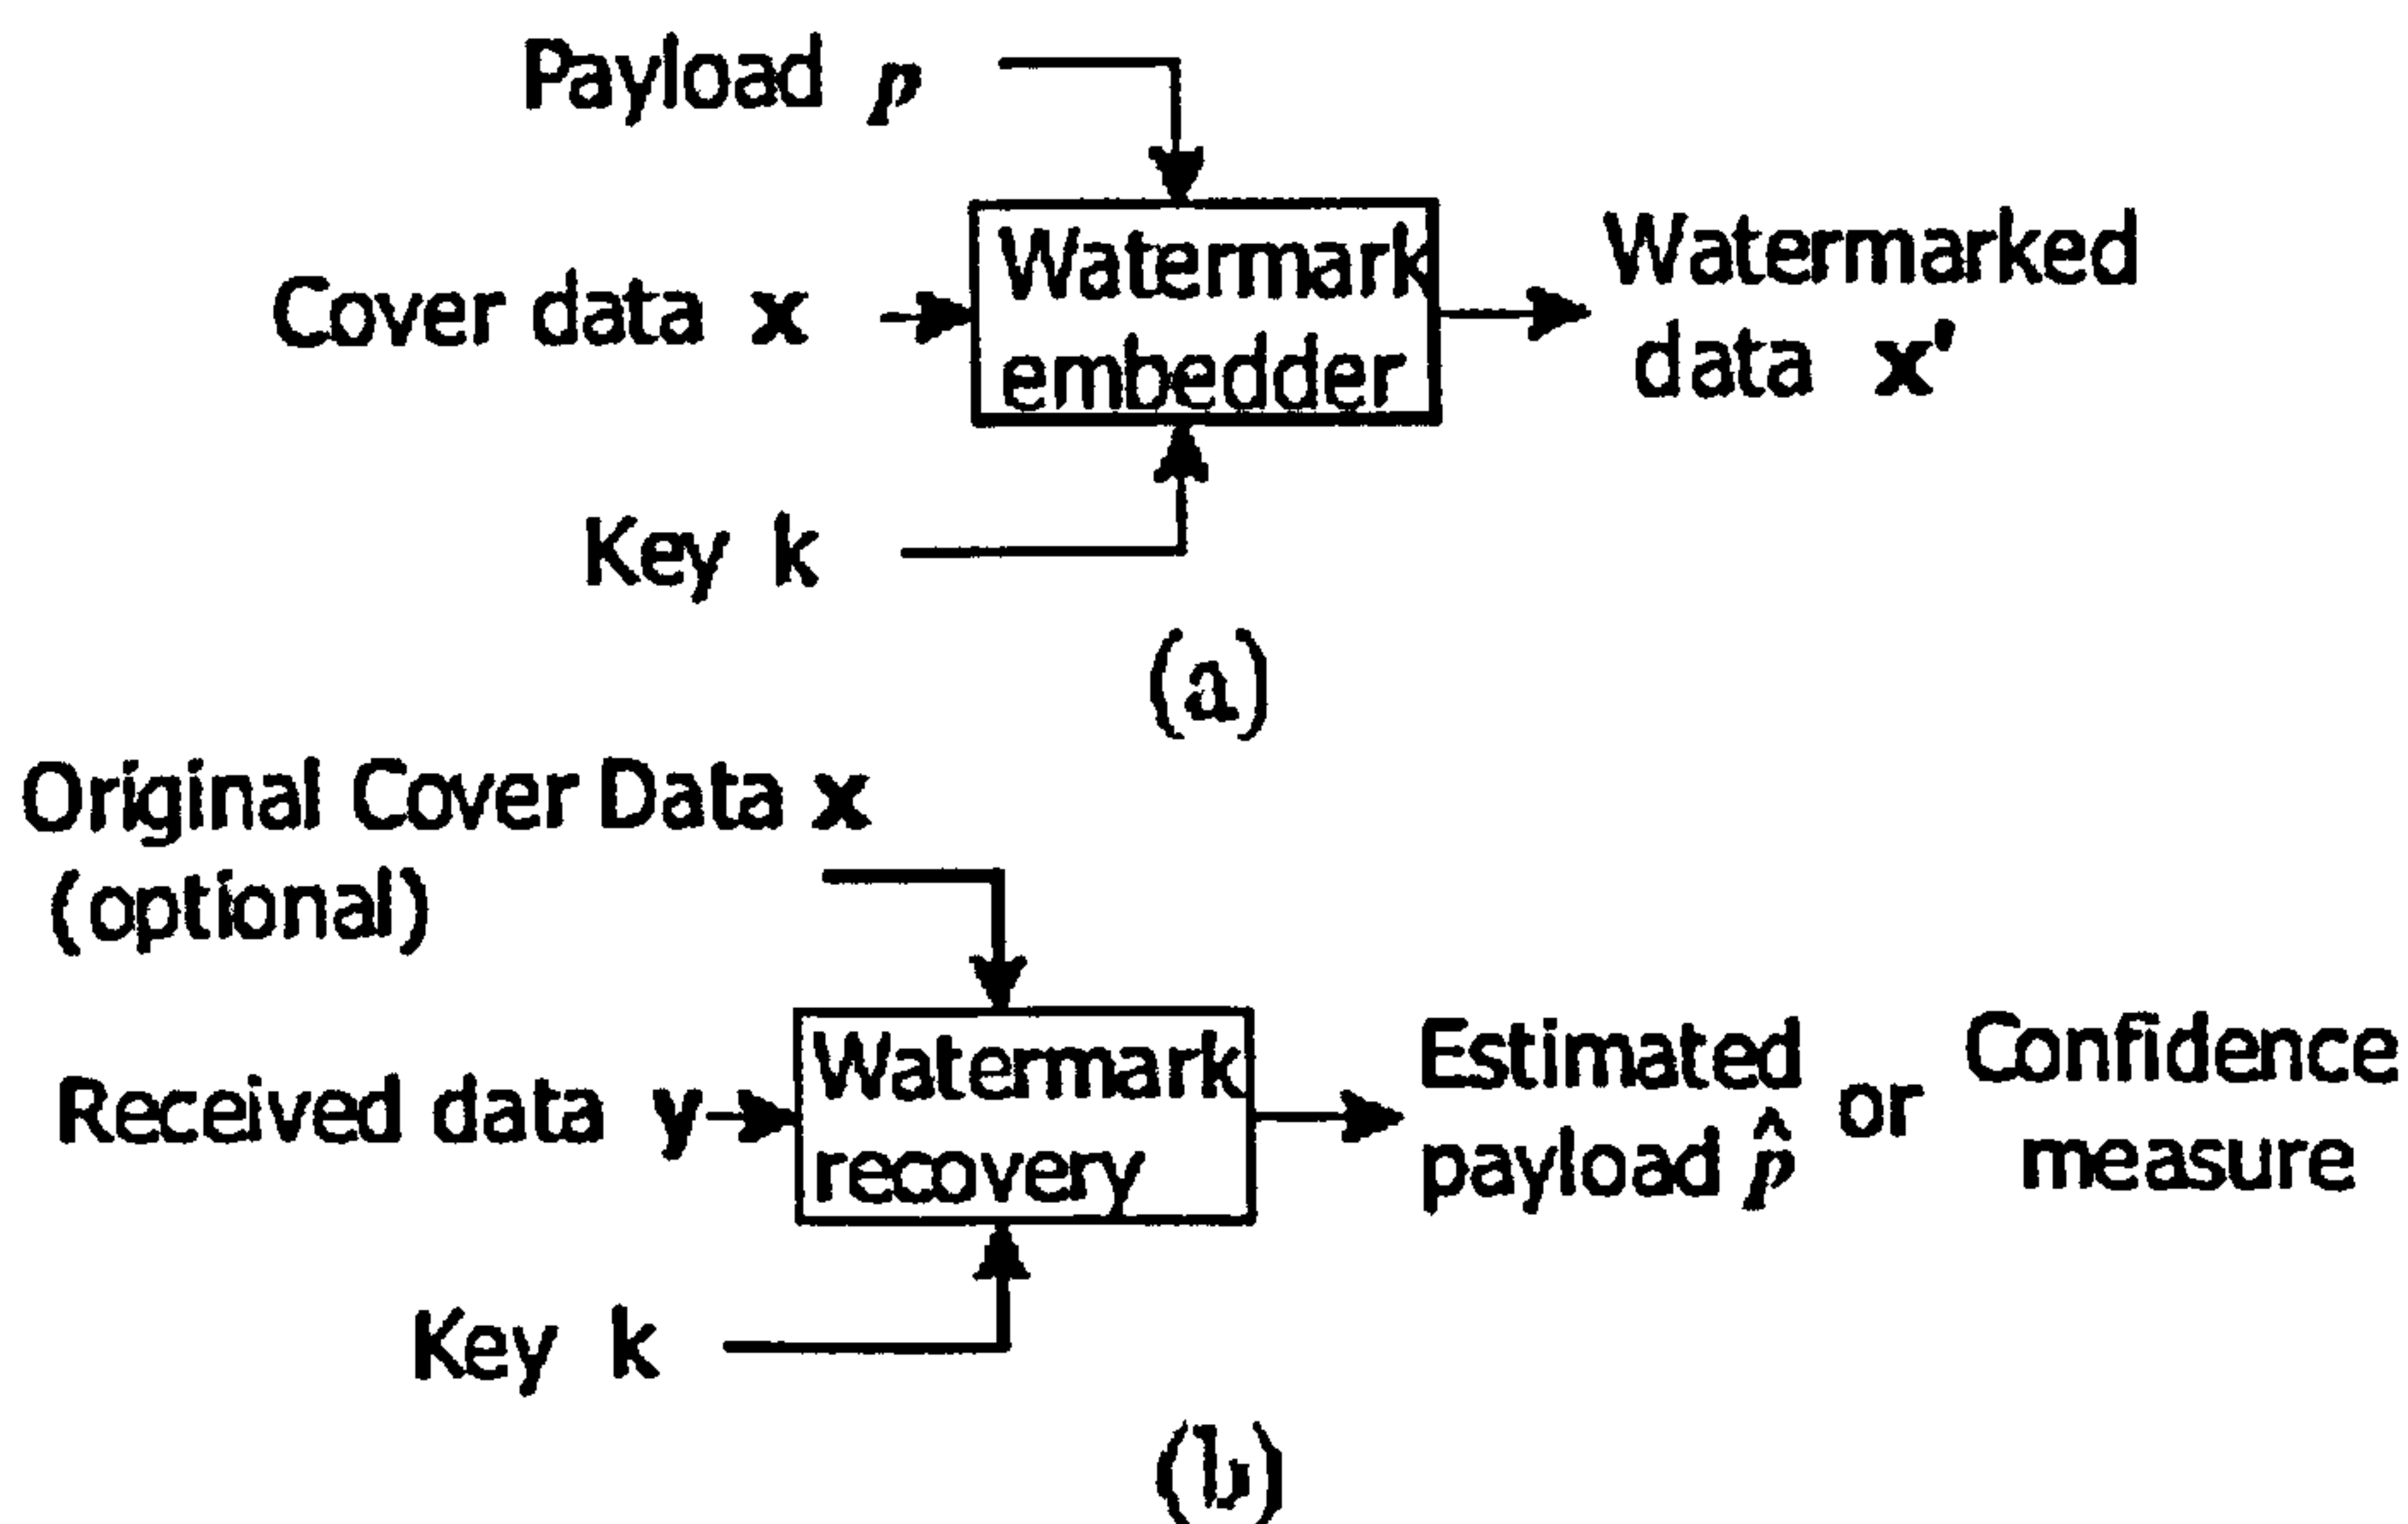 Payload p
Watermark
embedder
Cover data x
Watermarked
data x'
Key k
(a)
Original Cover Data x
(optional)
Received data y
Watermark
recovery
Estimated
payload p̂
or
Confidence
measure
Key k
(b)